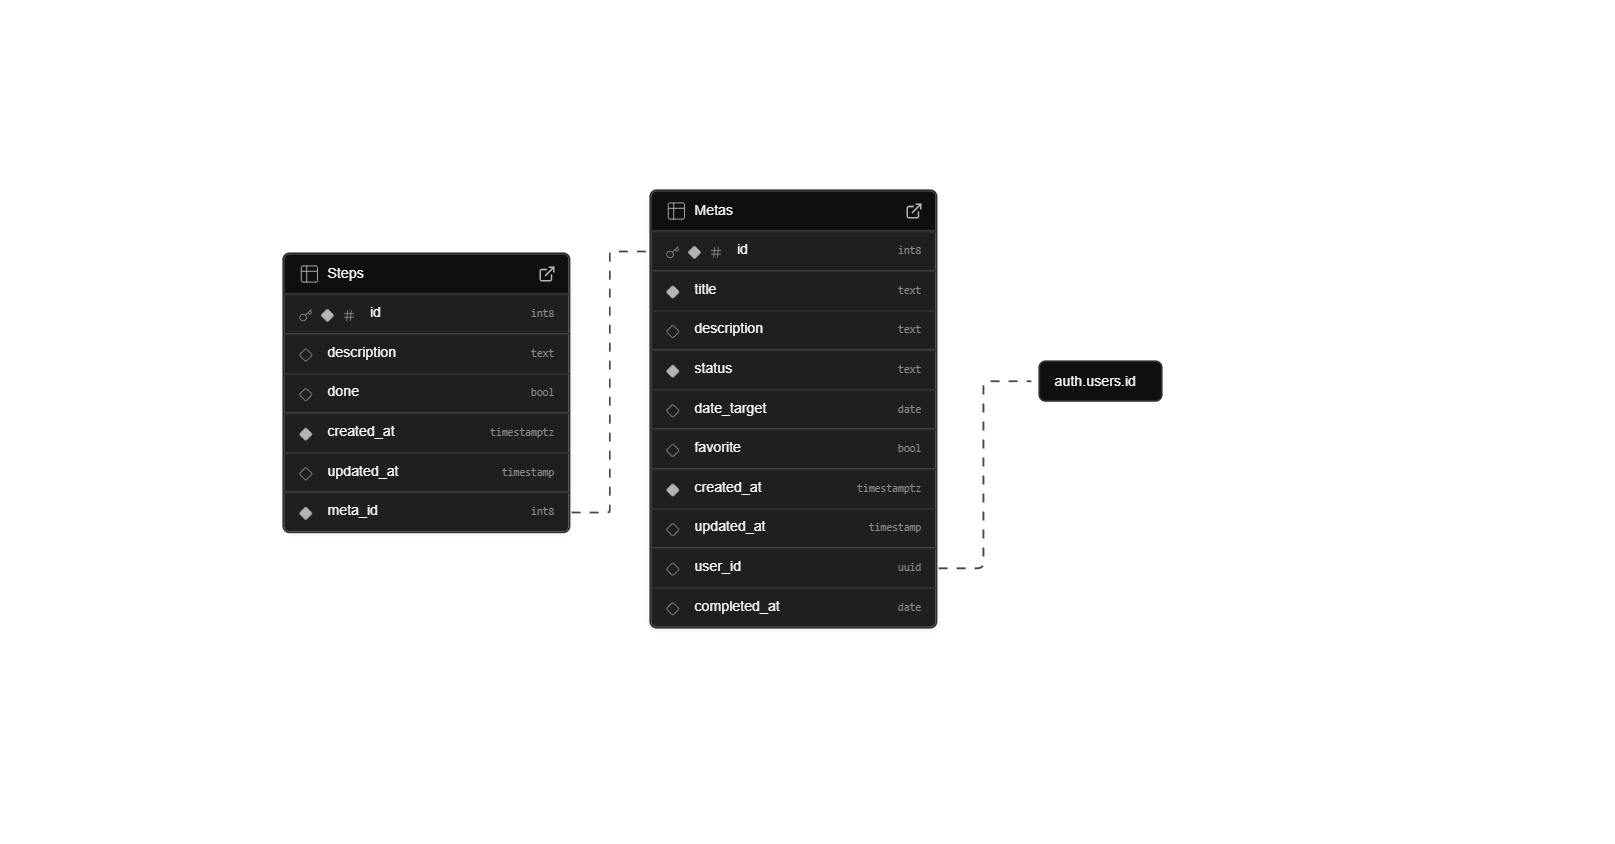 Steps
id int8
description text
done bool
created_at timestamptz
updated_at timestamp
meta_id int8
Metas
id int8
title text
description text
status text
date_target date
favorite bool
created_at timestamptz
updated_at timestamp
user_id uuid
completed_at date
auth.users.id